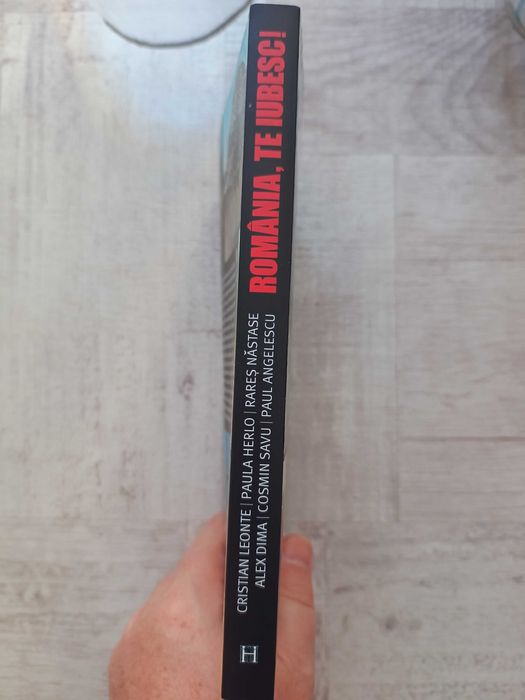 CRISTIAN LEONTE | PAULA HERLO | RAREȘ NĂSTASE
ALEX DIMA | COSMIN SAVU | PAUL ANGELESCU
ROMÂNIA, TE IUBESC!
H